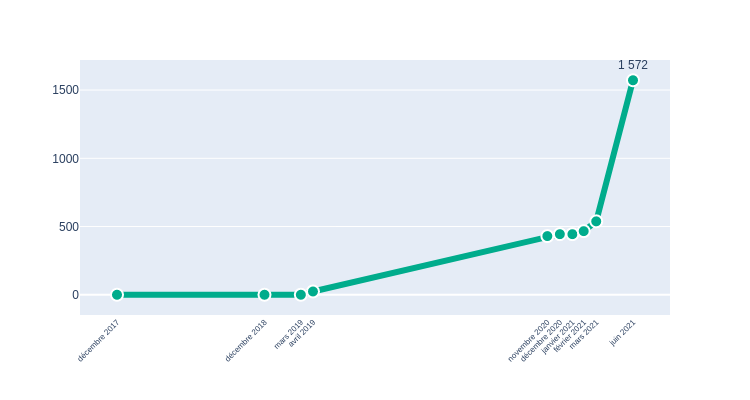 1 572
1500
1000
500
0
décembre 2017
décembre 2018
mars 2019
avril 2019
novembre 2020
décembre 2020
janvier 2021
février 2021
mars 2021
juin 2021